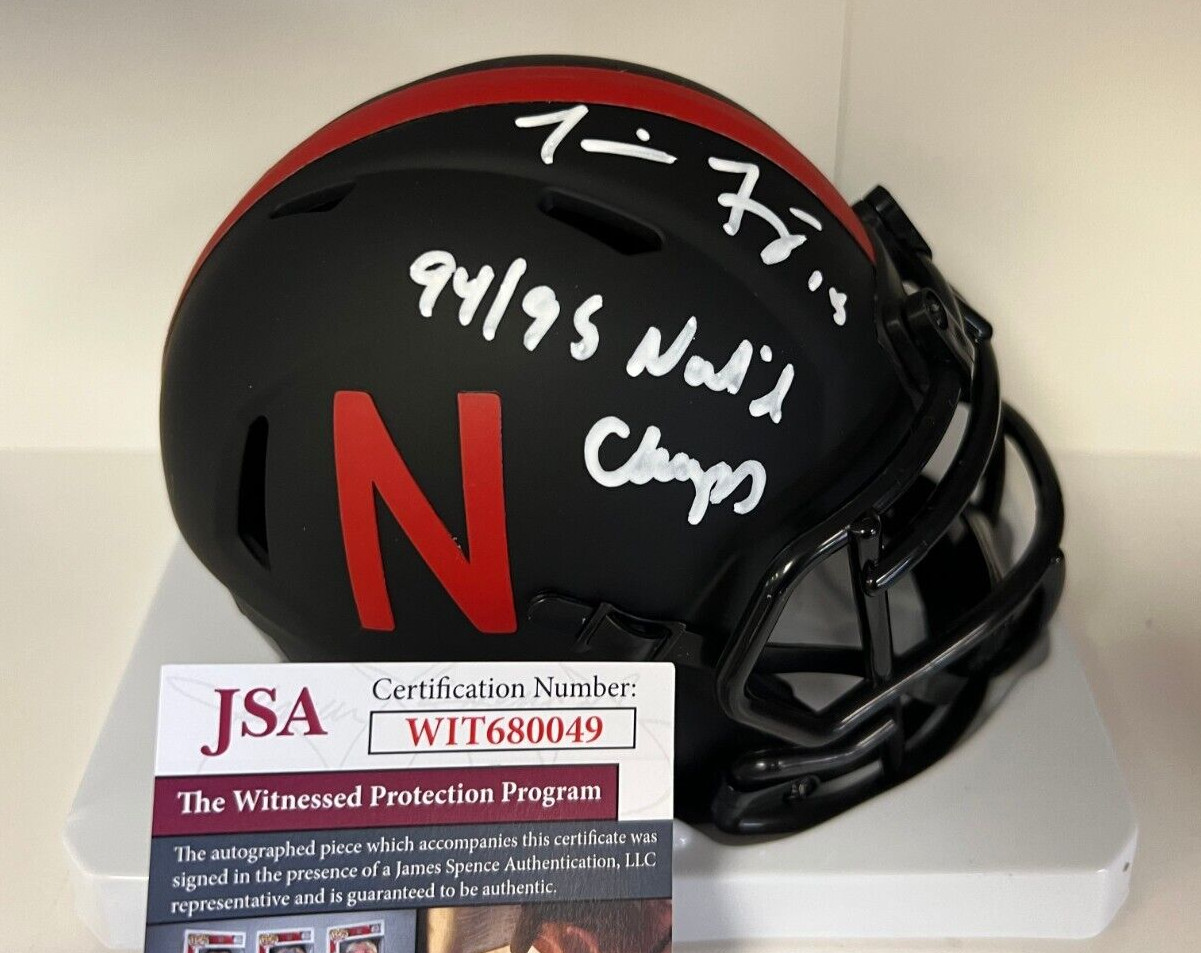 18
94/95 Nat'l
Champs
N
JSA
Certification Number:
WIT680049
The Witnessed Protection Program
The autographed piece which accompanies this certificate was
signed in the presence of a James Spence Authentication, LLC
representative and is guaranteed to be authentic.